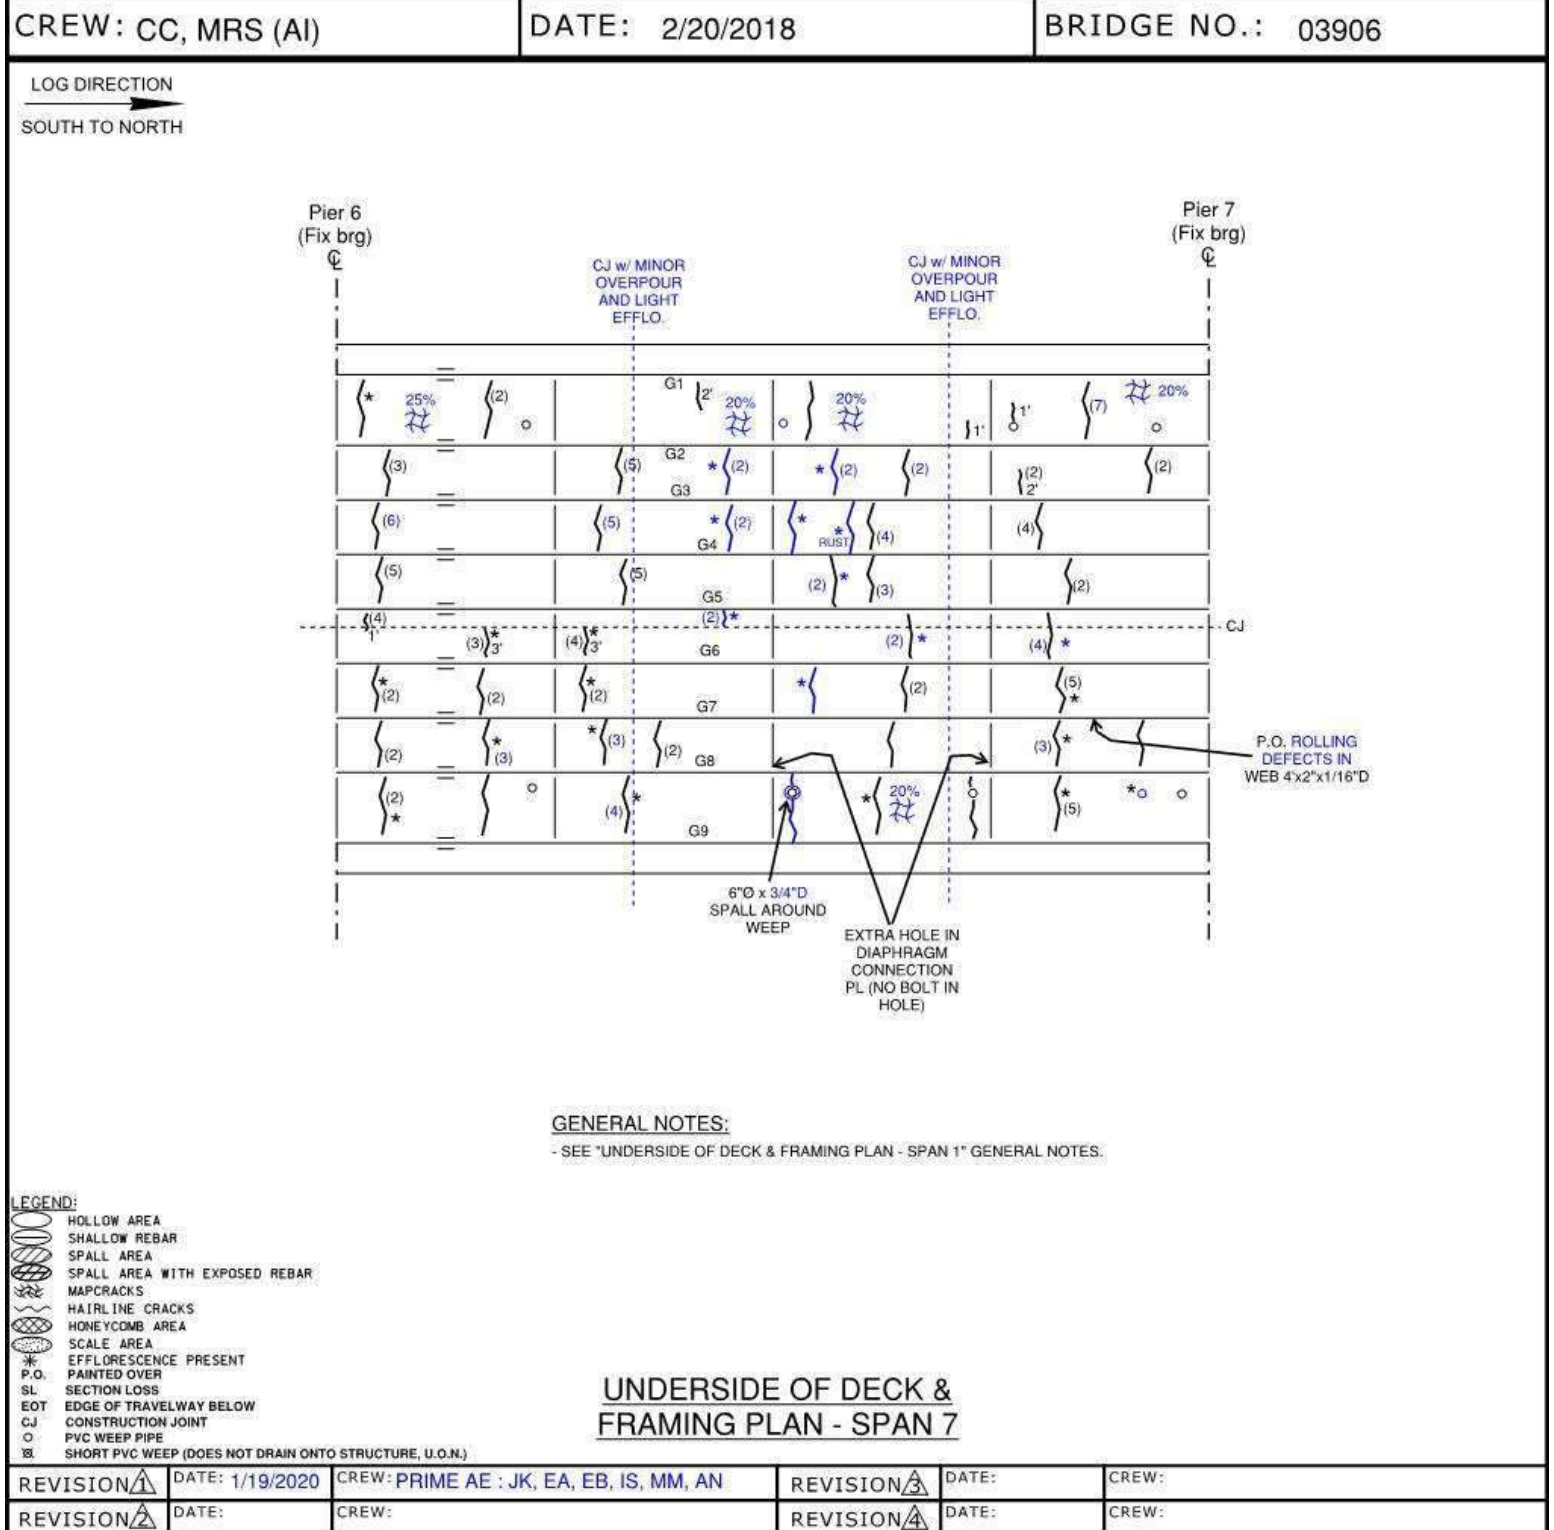 CREW: CC, MRS (AI) DATE: 2/20/2018 BRIDGE NO.: 03906
LOG DIRECTION
SOUTH TO NORTH
Pier 6
(Fix brg)
℄
Pier 7
(Fix brg)
℄
CJ w/ MINOR
OVERPOUR
AND LIGHT
EFFLO.
CJ w/ MINOR
OVERPOUR
AND LIGHT
EFFLO.
* 25% (2) G1 2' 20% 20% 1' 1' (7) 20%
(3) (5) G2 * (2) * (2) (2) (2) 2' (2)
G3
(6) (5) * (2) * * RUST (4) (4)
G4
(5) (5) G5 (2) * (3) (2)
(4) 1' (2) * CJ
(3) * 3' (4) * 3' G6 (2) * (4) *
* (2) (2) * (2) G7 * (2) (5) *
(2) * (3) * (3) (2) G8 (3) *
P.O. ROLLING
DEFECTS IN
WEB 4'x2"x1/16"D
(2) * (4) * G9 * 20% * (5) *
6"Ø x 3/4"D
SPALL AROUND
WEEP
EXTRA HOLE IN
DIAPHRAGM
CONNECTION
PL (NO BOLT IN
HOLE)
GENERAL NOTES:
- SEE "UNDERSIDE OF DECK & FRAMING PLAN - SPAN 1" GENERAL NOTES.
LEGEND:
HOLLOW AREA
SHALLOW REBAR
SPALL AREA
SPALL AREA WITH EXPOSED REBAR
MAPCRACKS
HAIRLINE CRACKS
HONEYCOMB AREA
SCALE AREA
* EFFLORESCENCE PRESENT
P.O. PAINTED OVER
SL SECTION LOSS
EOT EDGE OF TRAVELWAY BELOW
CJ CONSTRUCTION JOINT
PVC WEEP PIPE
SHORT PVC WEEP (DOES NOT DRAIN ONTO STRUCTURE, U.O.N.)
UNDERSIDE OF DECK &
FRAMING PLAN - SPAN 7
REVISION 1 DATE: 1/19/2020 CREW: PRIME AE : JK, EA, EB, IS, MM, AN REVISION 3 DATE: CREW:
REVISION 2 DATE: CREW: REVISION 4 DATE: CREW: